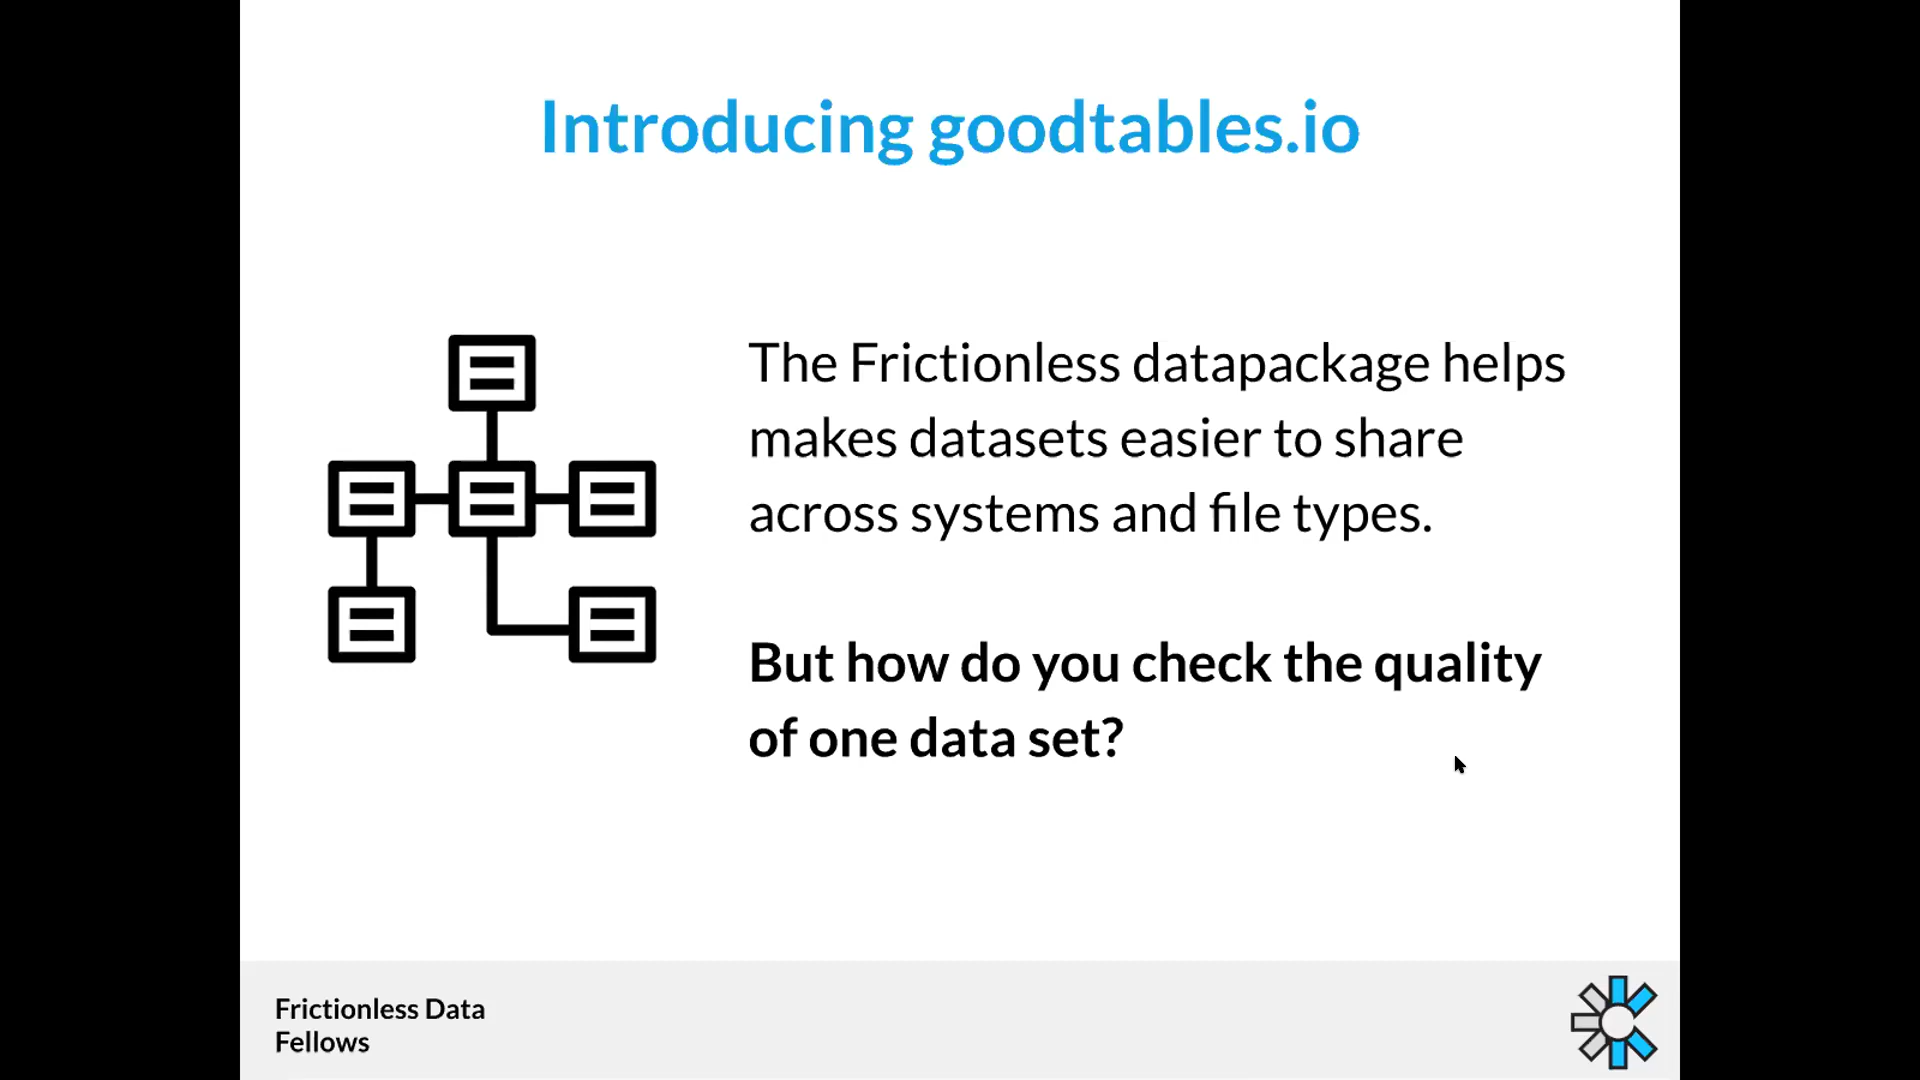 Introducing goodtables.io
The Frictionless datapackage helps
makes datasets easier to share
across systems and file types.
But how do you check the quality
of one data set?
Frictionless Data
Fellows